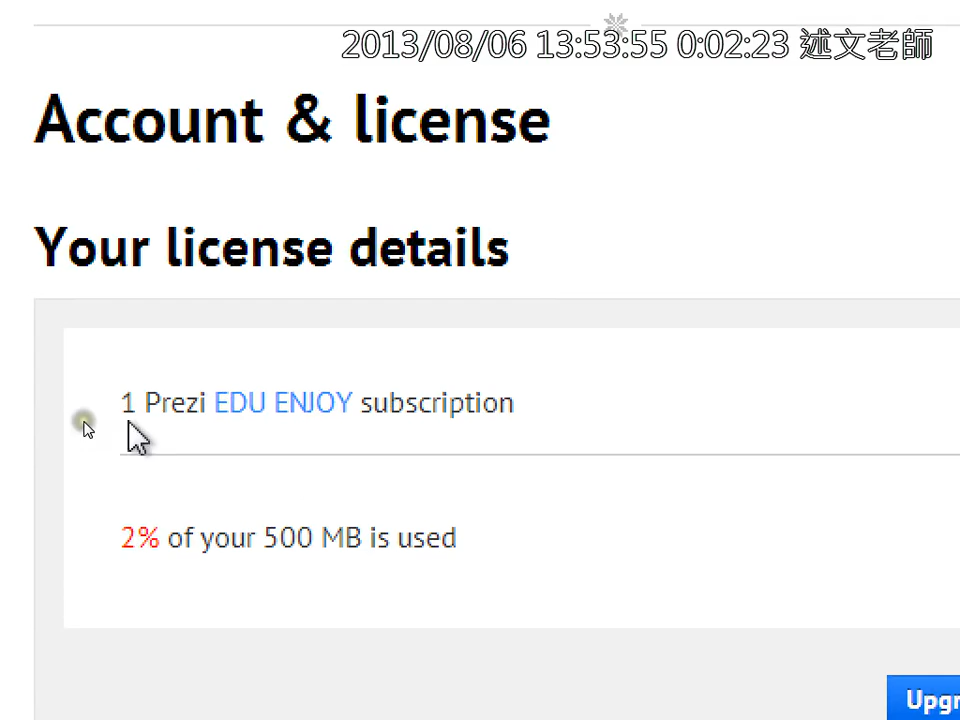 2013/08/06 13:53:55 0:02:23 述文老師
Account & license
Your license details
1 Prezi EDU ENJOY subscription
2% of your 500 MB is used
Upgr